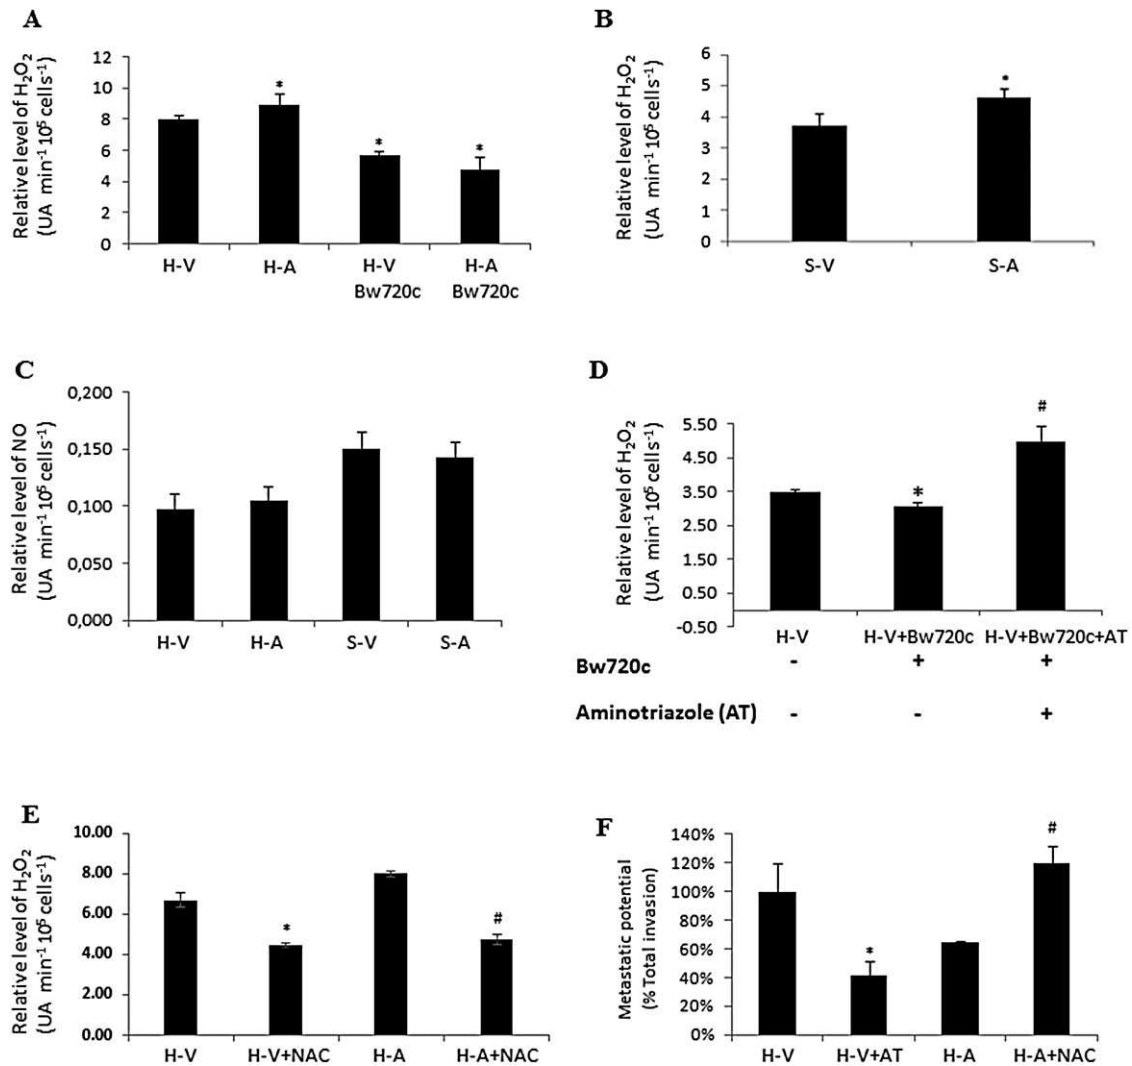 A
Relative level of H2O2
(UA min-1 10⁵ cells-1)
12
10
8
6
4
2
0
*
*
*
H-V
H-A
H-V
Bw720c
H-A
Bw720c
B
Relative level of H2O2
(UA min-1 10⁵ cells-1)
6
5
4
3
2
1
0
*
S-V
S-A
C
Relative level of NO
(UA min-1 10⁵ cells-1)
0,200
0,150
0,100
0,050
0,000
H-V
H-A
S-V
S-A
D
Relative level of H2O2
(UA min-1 10⁵ cells-1)
5.50
4.50
3.50
2.50
1.50
0.50
-0.50
*
#
H-V
H-V+Bw720c
H-V+Bw720c+AT
Bw720c - + +
Aminotriazole (AT) - - +
E
Relative level of H2O2
(UA min-1 10⁵ cells-1)
10.00
8.00
6.00
4.00
2.00
0.00
*
#
H-V
H-V+NAC
H-A
H-A+NAC
F
Metastatic potential
(% Total invasion)
140%
120%
100%
80%
60%
40%
20%
0%
*
#
H-V
H-V+AT
H-A
H-A+NAC